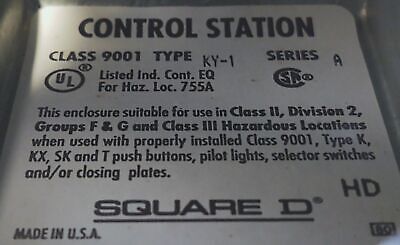 CONTROL STATION
CLASS 9001 TYPE KY-1 SERIES A
UL® Listed Ind. Cont. EQ SA®
For Haz. Loc. 755A
This enclosure suitable for use in Class II, Division 2,
Groups F & G and Class III Hazardous Locations
when used with properly installed Class 9001, Type K,
KX, SK and T push buttons, pilot lights, selector switches
and/or closing plates.
HD
SQUARE D®
MADE IN U.S.A.